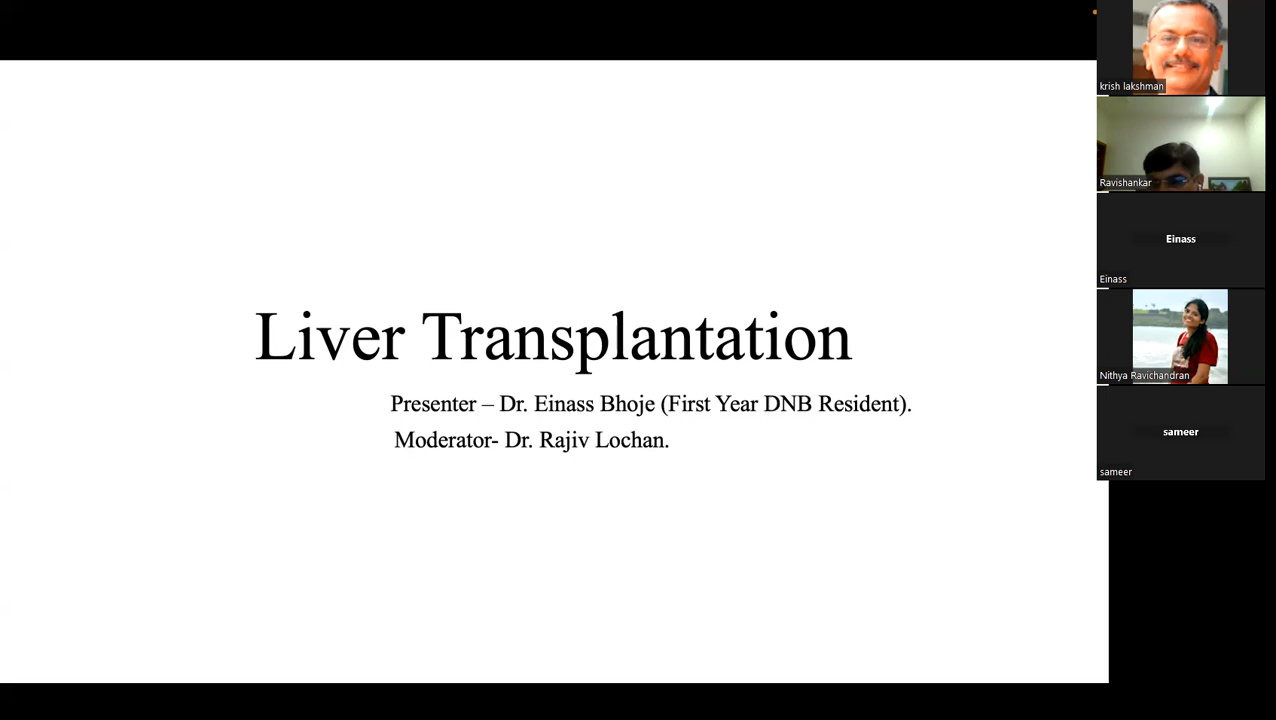 Liver Transplantation
Presenter – Dr. Einass Bhoje (First Year DNB Resident).
Moderator- Dr. Rajiv Lochan.
krish lakshman
Ravishankar
Einass
Einass
Nithya Ravichandran
sameer
sameer